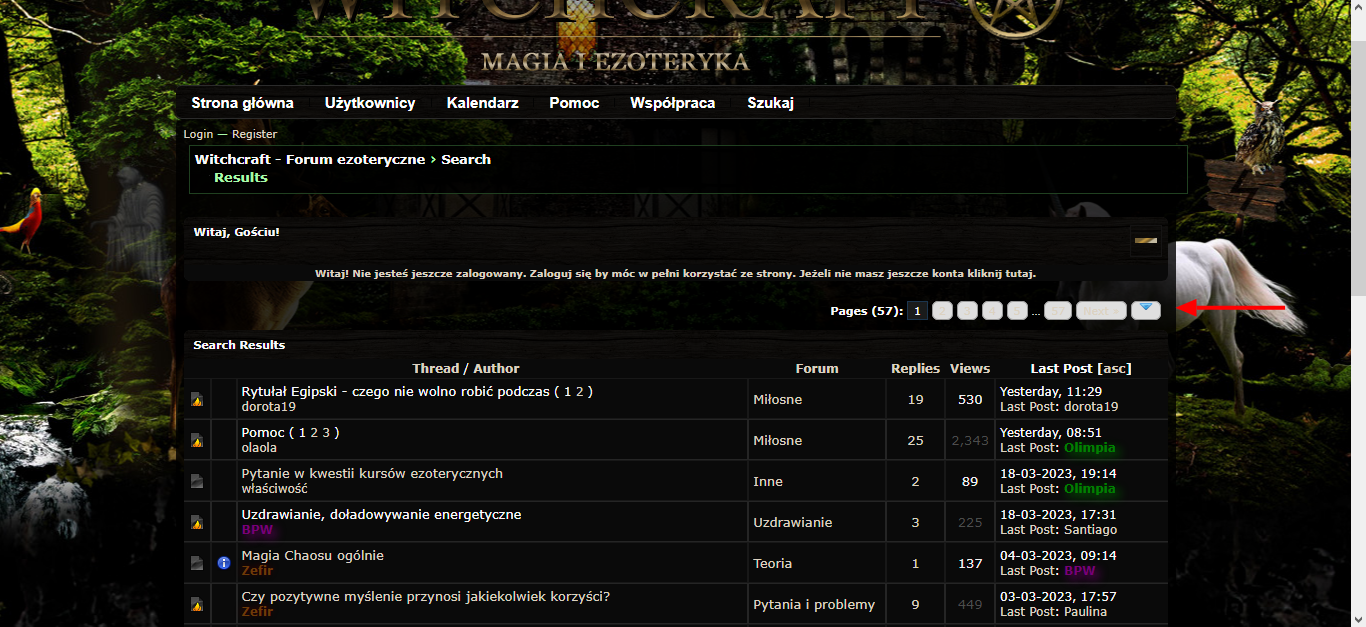 WITCHCRAFT
MAGIA I EZOTERYKA
Strona główna Użytkownicy Kalendarz Pomoc Współpraca Szukaj
Login — Register
Witchcraft - Forum ezoteryczne › Search
Results
Witaj, Gościu!
Witaj! Nie jesteś jeszcze zalogowany. Zaloguj się by móc w pełni korzystać ze strony. Jeżeli nie masz jeszcze konta kliknij tutaj.
Pages (57): 1 2 3 4 5 ... 57 Next »
Search Results
Thread / Author Forum Replies Views Last Post [asc]
Rytułał Egipski - czego nie wolno robić podczas ( 1 2 ) Miłosne 19 530 Yesterday, 11:29
dorota19 Last Post: dorota19
Pomoc ( 1 2 3 ) Miłosne 25 2,343 Yesterday, 08:51
olaola Last Post: Olimpia
Pytanie w kwestii kursów ezoterycznych Inne 2 89 18-03-2023, 19:14
właściwość Last Post: Olimpia
Uzdrawianie, doładowywanie energetyczne Uzdrawianie 3 225 18-03-2023, 17:31
BPW Last Post: Santiago
Magia Chaosu ogólnie Teoria 1 137 04-03-2023, 09:14
Zefir Last Post: BPW
Czy pozytywne myślenie przynosi jakiekolwiek korzyści? Pytania i problemy 9 449 03-03-2023, 17:57
Zefir Last Post: Paulina